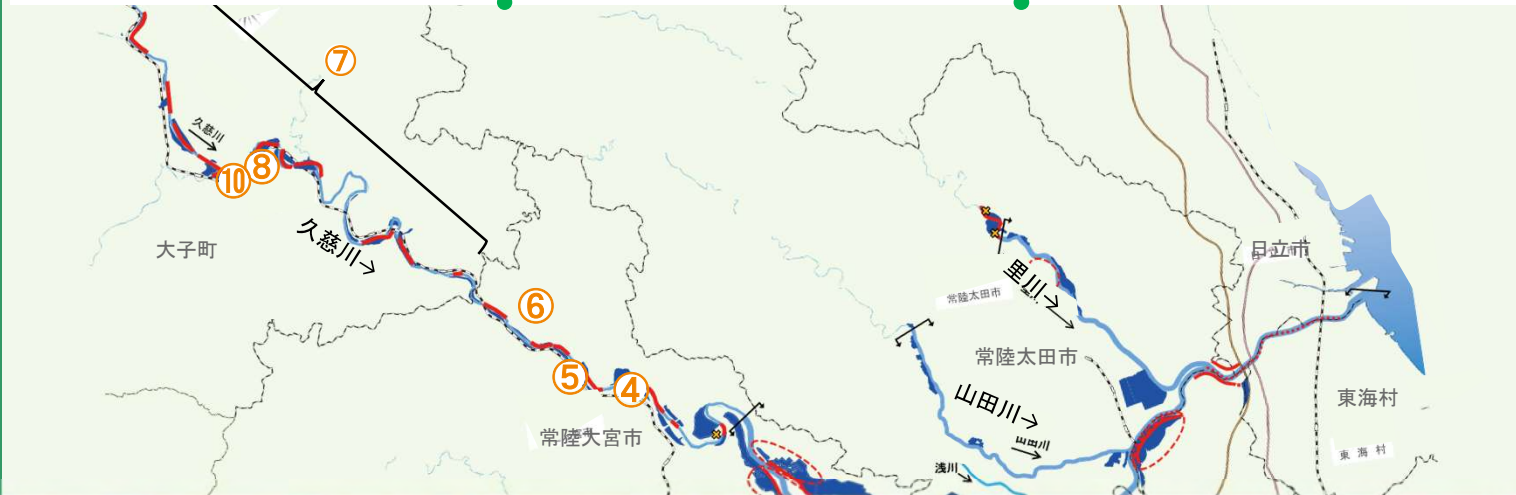 ⑦
久慈川
⑩
⑧
大子町
久慈川→
⑥
⑤
④
常陸大宮市
里川→
常陸太田市
常陸太田市
山田川→
山田川
浅川
日立市
東海村
東海村